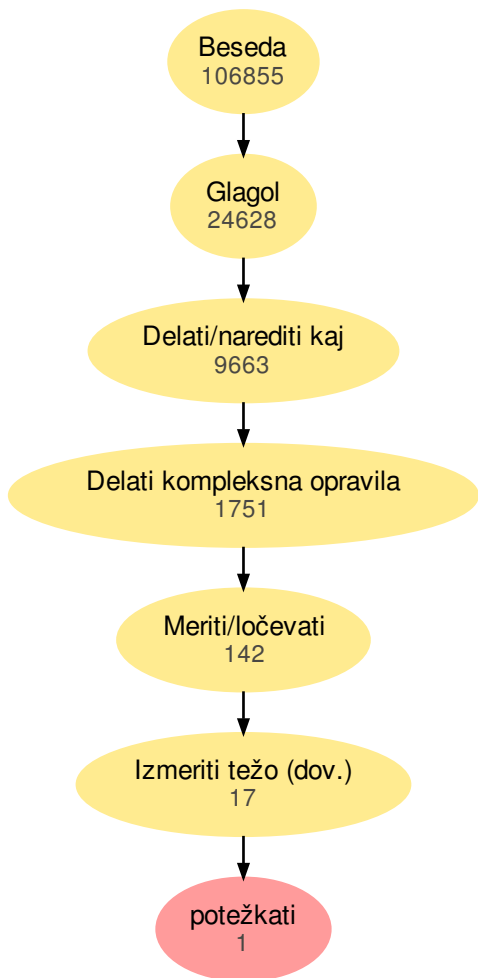 Beseda
106855
Glagol
24628
Delati/narediti kaj
9663
Delati kompleksna opravila
1751
Meriti/ločevati
142
Izmeriti težo (dov.)
17
potežkati
1